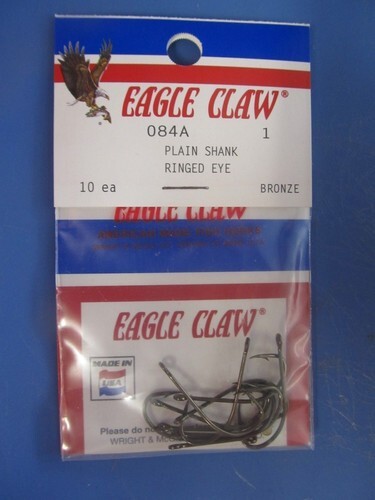 EAGLE CLAW®
084A 1
PLAIN SHANK
RINGED EYE
10 ea BRONZE
EAGLE CLAW®
EAGLE CLAW®
MADE IN
USA
Please do no
WRIGHT & M